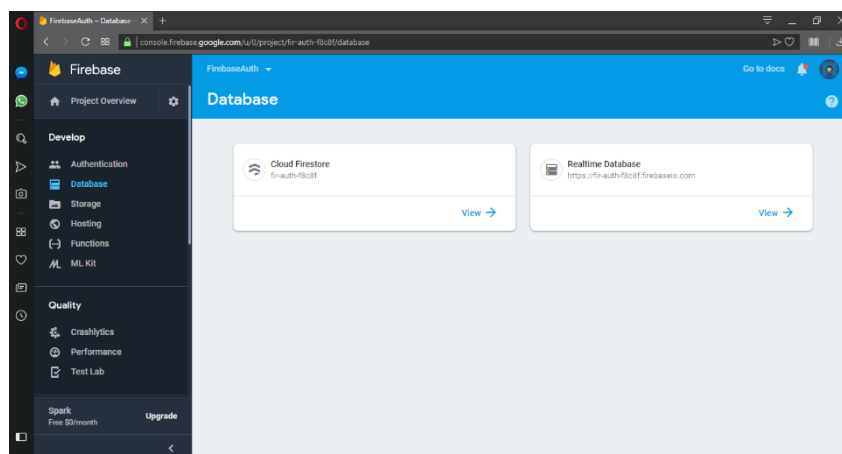 FirebaseAuth – Database -
console.firebase.google.com/u/0/project/fir-auth-f8c8f/database
Firebase
FirebaseAuth
Go to docs
Project Overview
Database
Develop
Authentication
Database
Storage
Hosting
Functions
ML Kit
Quality
Crashlytics
Performance
Test Lab
Spark
Free $0/month
Upgrade
Cloud Firestore
fir-auth-f8c8f
View
Realtime Database
https://fir-auth-f8c8f.firebaseio.com
View